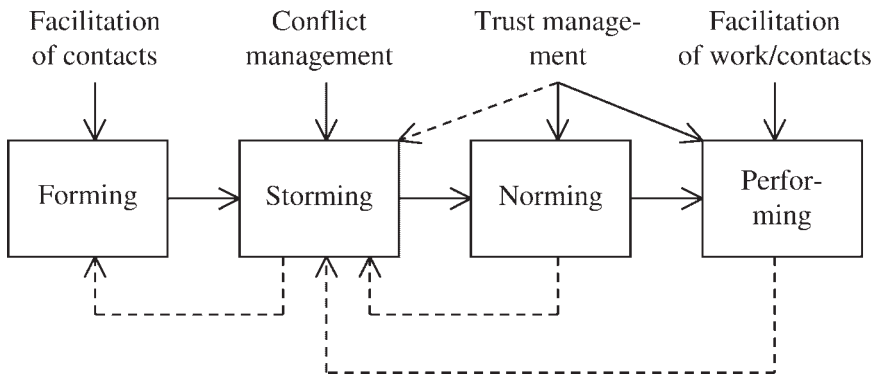 Facilitation
of contacts
Conflict
management
Trust manage-
ment
Facilitation
of work/contacts
Forming
Storming
Norming
Perfor-
ming